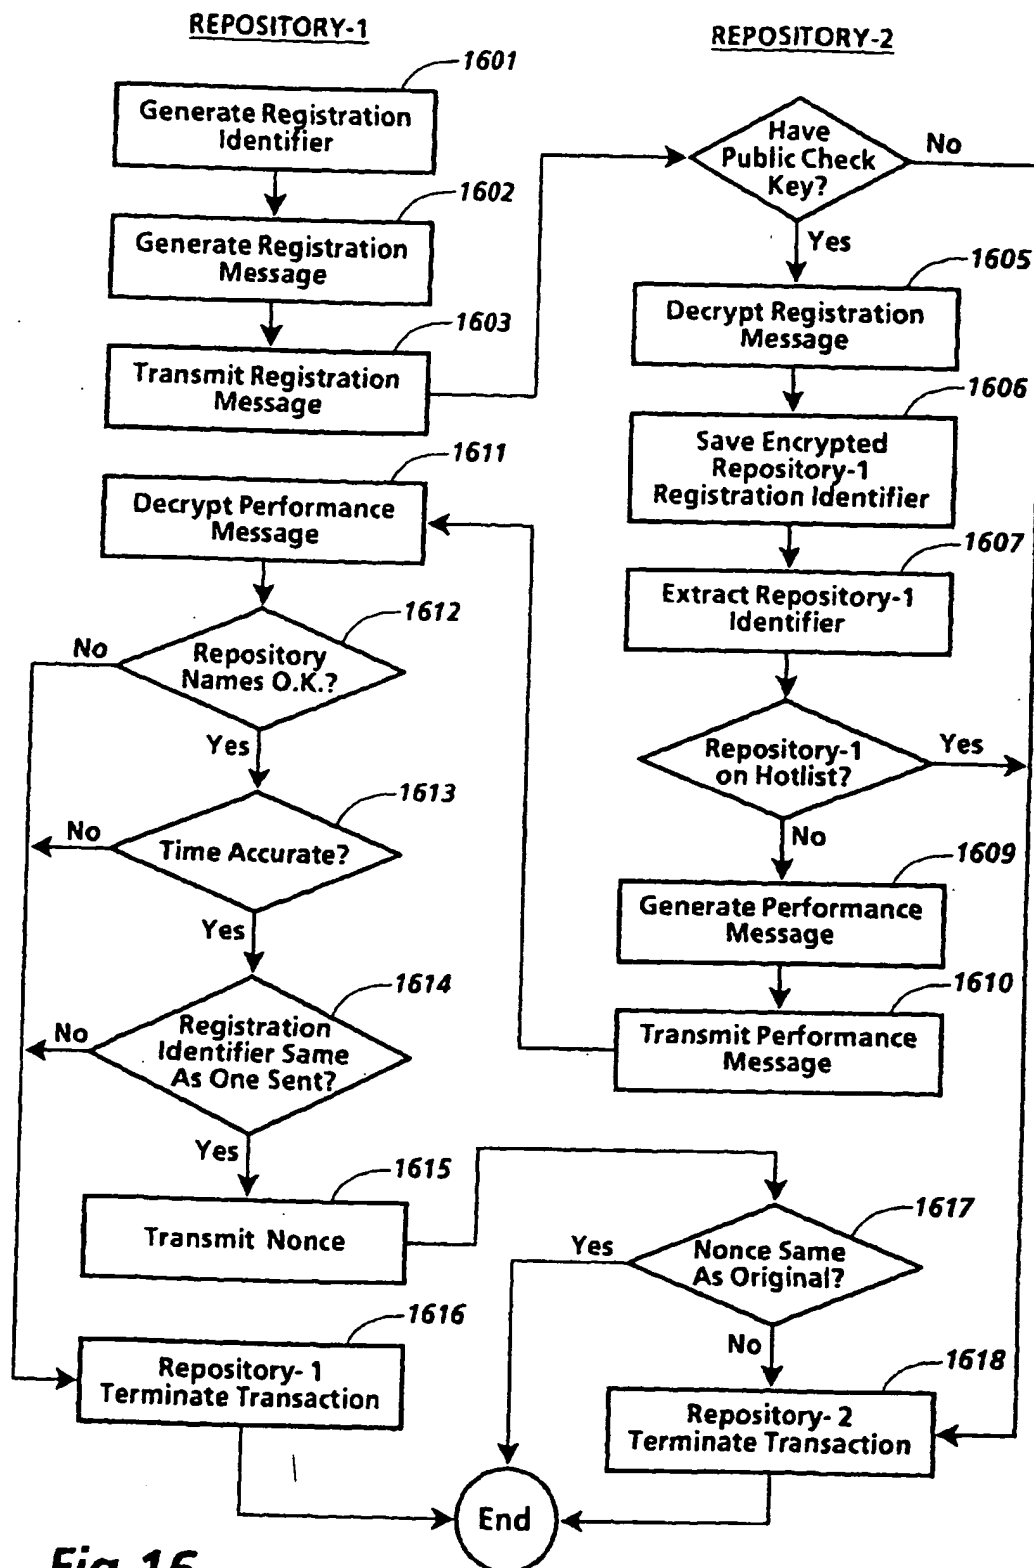 REPOSITORY-1
1601
Generate Registration
Identifier
1602
Generate Registration
Message
1603
Transmit Registration
Message
1611
Decrypt Performance
Message
1612
No
Repository
Names O.K.?
Yes
1613
No
Time Accurate?
Yes
1614
No
Registration
Identifier Same
As One Sent?
Yes
1615
Transmit Nonce
1616
Repository- 1
Terminate Transaction
REPOSITORY-2
Have
Public Check
Key?
No
Yes
1605
Decrypt Registration
Message
1606
Save Encrypted
Repository-1
Registration Identifier
1607
Extract Repository-1
Identifier
Repository-1
on Hotlist?
Yes
No
1609
Generate Performance
Message
1610
Transmit Performance
Message
1617
Yes
Nonce Same
As Original?
No
1618
Repository- 2
Terminate Transaction
End
Fig. 16